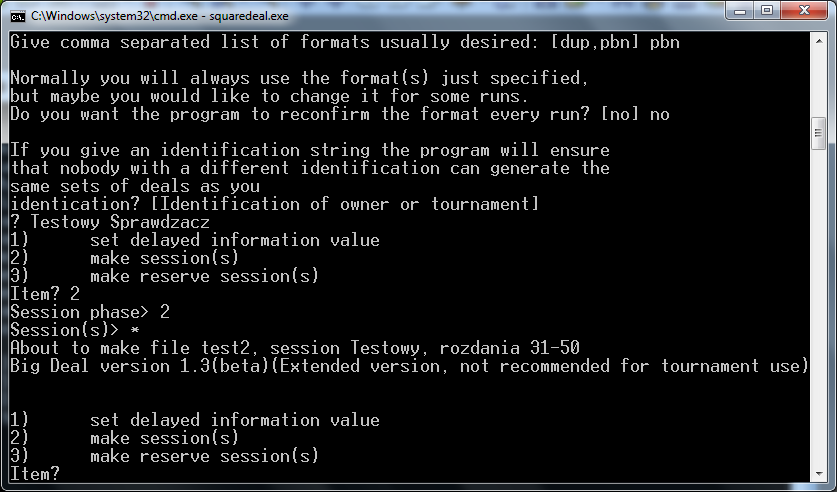 C:\Windows\system32\cmd.exe - squaredeal.exe
Give comma separated list of formats usually desired: [dup,pbn] pbn
Normally you will always use the format(s) just specified,
but maybe you would like to change it for some runs.
Do you want the program to reconfirm the format every run? [no] no
If you give an identification string the program will ensure
that nobody with a different identification can generate the
same sets of deals as you
identication? [Identification of owner or tournament]
? Testowy Sprawdzacz
1)      set delayed information value
2)      make session(s)
3)      make reserve session(s)
Item? 2
Session phase> 2
Session(s)> *
About to make file test2, session Testowy, rozdania 31-50
Big Deal version 1.3(beta)(Extended version, not recommended for tournament use)
1)      set delayed information value
2)      make session(s)
3)      make reserve session(s)
Item?